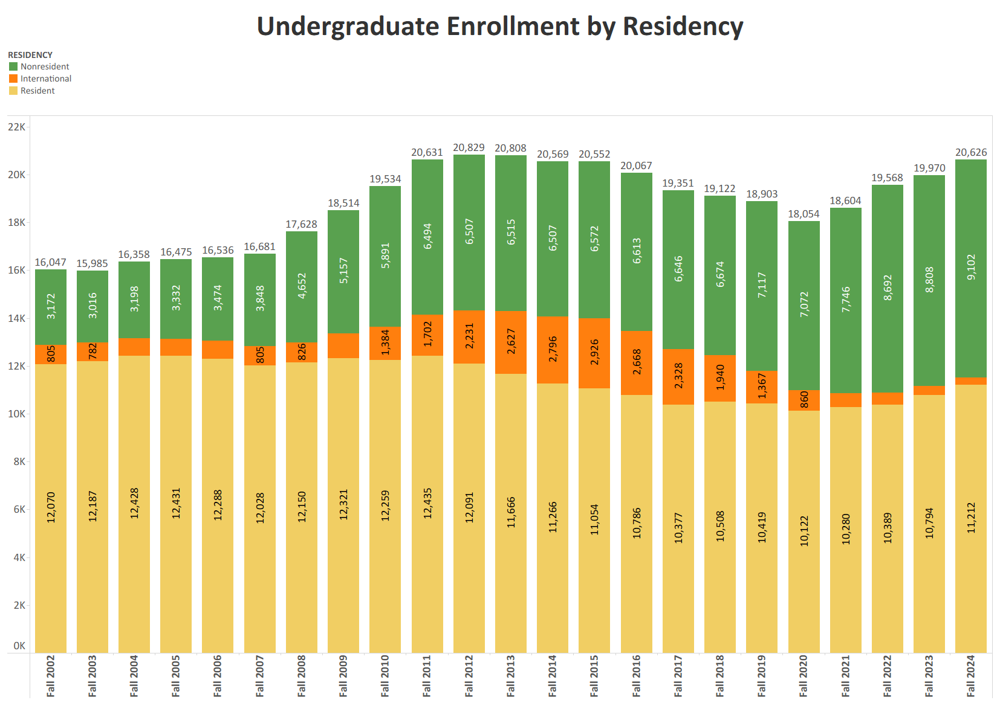 Undergraduate Enrollment by Residency
RESIDENCY
Nonresident
International
Resident
22K
20K
18K
16K
14K
12K
10K
8K
6K
4K
2K
0K
16,047
3,172
805
12,070
Fall 2002
15,985
3,016
782
12,187
Fall 2003
16,358
3,198
12,428
Fall 2004
16,475
3,332
12,431
Fall 2005
16,536
3,474
12,288
Fall 2006
16,681
3,848
805
12,028
Fall 2007
17,628
4,652
826
12,150
Fall 2008
18,514
5,157
12,321
Fall 2009
19,534
5,891
1,384
12,259
Fall 2010
20,631
6,494
1,702
12,435
Fall 2011
20,829
6,507
2,231
12,091
Fall 2012
20,808
6,515
2,627
11,666
Fall 2013
20,569
6,507
2,796
11,266
Fall 2014
20,552
6,572
2,926
11,054
Fall 2015
20,067
6,613
2,668
10,786
Fall 2016
19,351
6,646
2,328
10,377
Fall 2017
19,122
6,674
1,940
10,508
Fall 2018
18,903
7,117
1,367
10,419
Fall 2019
18,054
7,072
860
10,122
Fall 2020
18,604
7,746
10,280
Fall 2021
19,568
8,692
10,389
Fall 2022
19,970
8,808
10,794
Fall 2023
20,626
9,102
11,212
Fall 2024